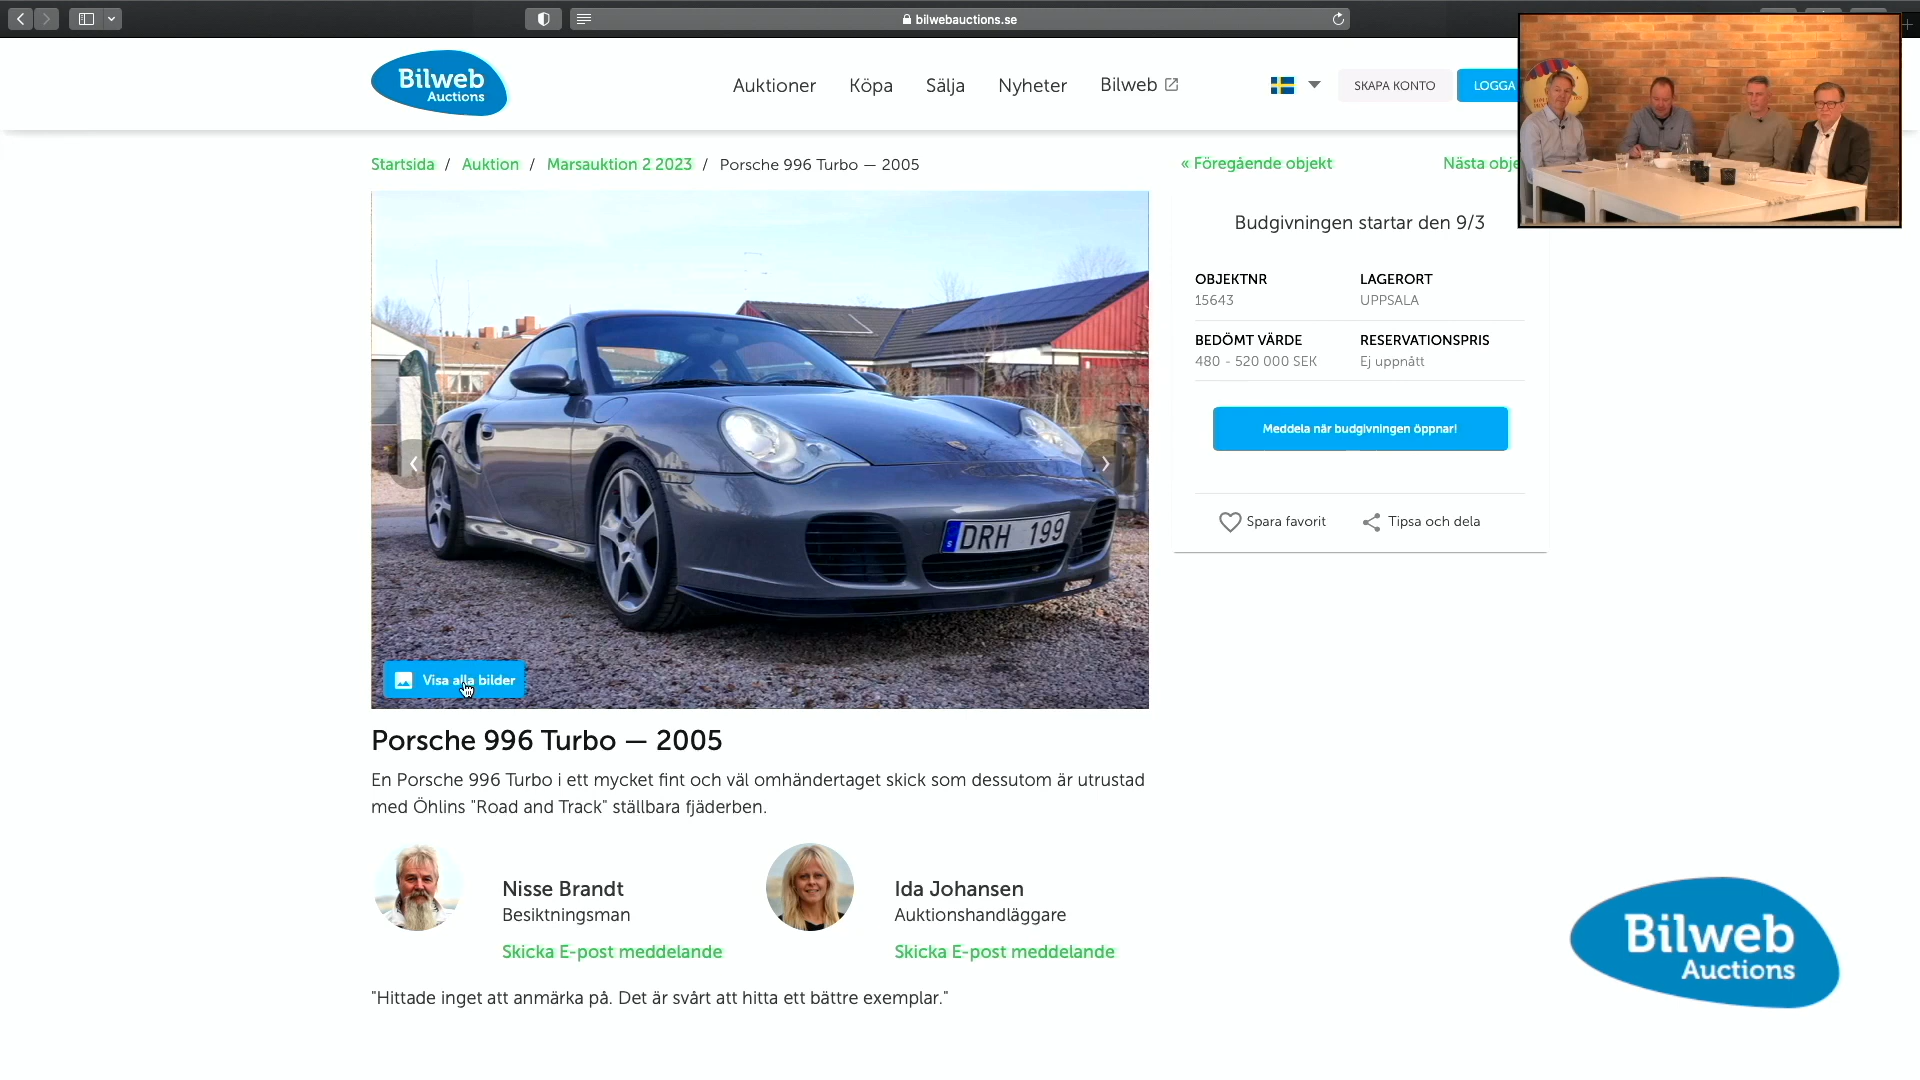 bilwebauctions.se
Bilweb
Auctions
Auktioner
Köpa
Sälja
Nyheter
Bilweb
SKAPA KONTO
LOGGA
Startsida / Auktion / Marsauktion 2 2023 / Porsche 996 Turbo — 2005
« Föregående objekt
Nästa obje
Budgivningen startar den 9/3
OBJEKTNR
15643
LAGERORT
UPPSALA
BEDÖMT VÄRDE
480 - 520 000 SEK
RESERVATIONSPRIS
Ej uppnått
Meddela när budgivningen öppnar!
Spara favorit
Tipsa och dela
DRH 199
Visa alla bilder
Porsche 996 Turbo — 2005
En Porsche 996 Turbo i ett mycket fint och väl omhändertaget skick som dessutom är utrustad
med Öhlins "Road and Track" ställbara fjäderben.
Nisse Brandt
Besiktningsman
Skicka E-post meddelande
Ida Johansen
Auktionshandläggare
Skicka E-post meddelande
"Hittade inget att anmärka på. Det är svårt att hitta ett bättre exemplar."
Bilweb
Auctions